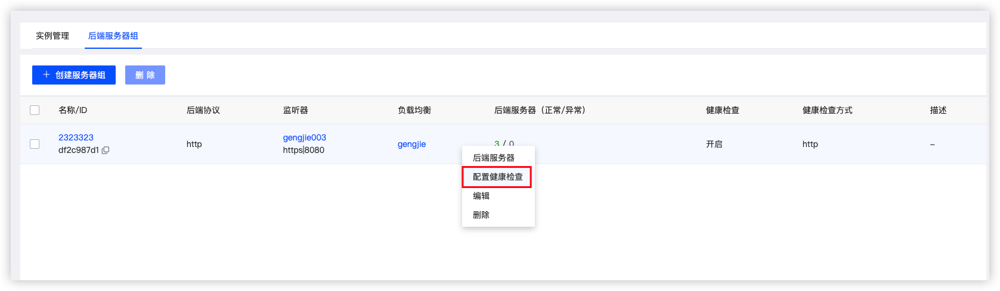 实例管理 后端服务器组
创建服务器组 删 除
名称/ID 后端协议 监听器 负载均衡 后端服务器（正常/异常） 健康检查 健康检查方式 描述
2323323 gengjie003
http gengjie 3 / 0 开启 http –
df2c987d1 https|8080
后端服务器
配置健康检查
编辑
删除